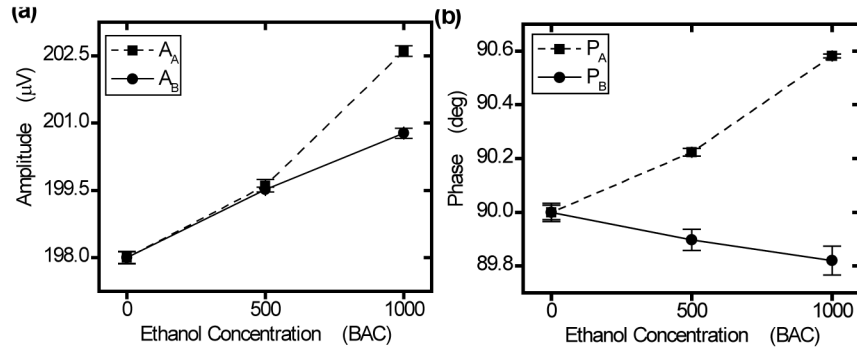 (a)
A_A
A_B
202.5
201.0
199.5
198.0
Amplitude (μV)
0 500 1000
Ethanol Concentration (BAC)
(b)
P_A
P_B
90.6
90.4
90.2
90.0
89.8
Phase (deg)
0 500 1000
Ethanol Concentration (BAC)